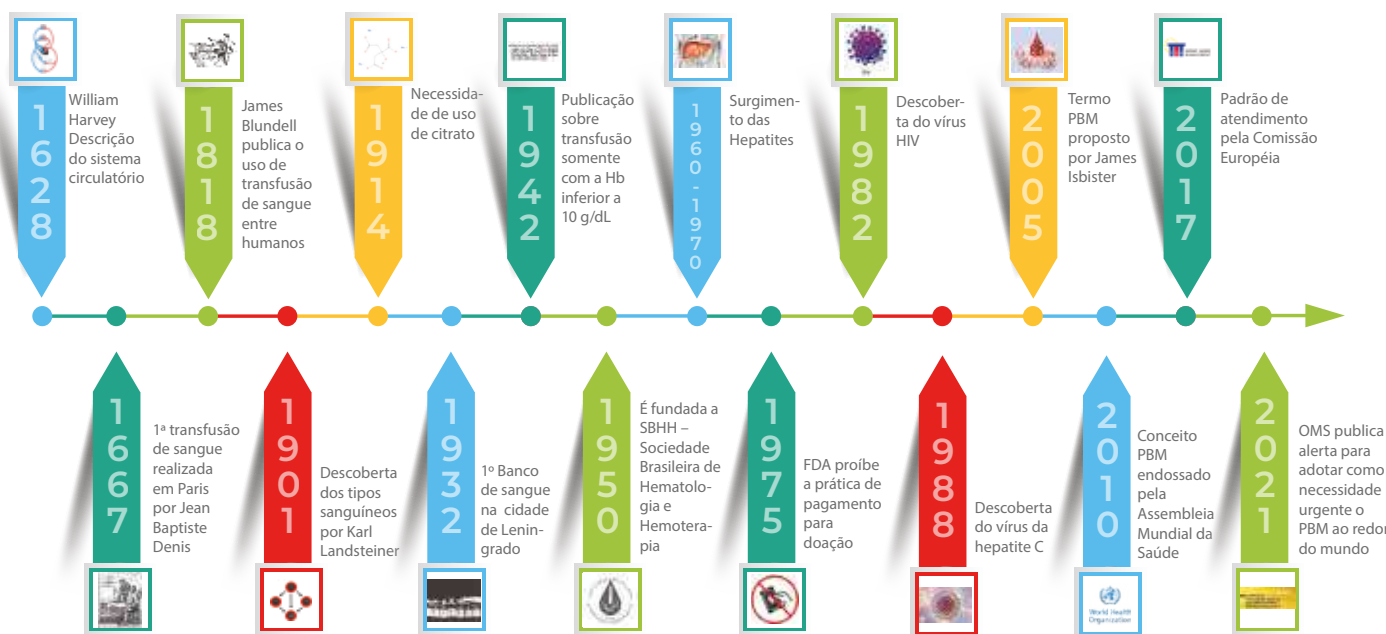 1628
William
Harvey
Descrição
do sistema
circulatório
1818
James
Blundell
publica o
uso de
transfusão
de sangue
entre
humanos
1914
Necessida-
de de uso
de citrato
1942
Publicação
sobre
transfusão
somente
com a Hb
inferior a
10 g/dL
1960-1970
Surgimen-
to das
Hepatites
1982
Descober-
ta do vírus
HIV
2005
Termo
PBM
proposto
por James
Isbister
2017
Padrão de
atendimento
pela Comissão
Européia
1667
1ª transfusão
de sangue
realizada
em Paris
por Jean
Baptiste
Denis
1901
Descoberta
dos tipos
sanguíneos
por Karl
Landsteiner
1932
1º Banco
de sangue
na cidade
de Lenin-
grado
1950
É fundada a
SBHH –
Sociedade
Brasileira de
Hematolo-
gia e
Hemotera-
pia
1975
FDA proíbe
a prática de
pagamento
para
doação
1988
Descoberta
do vírus da
hepatite C
2010
Conceito
PBM
endossado
pela
Assembleia
Mundial da
Saúde
World Health
Organization
2021
OMS publica
alerta para
adotar como
necessidade
urgente o
PBM ao redor
do mundo